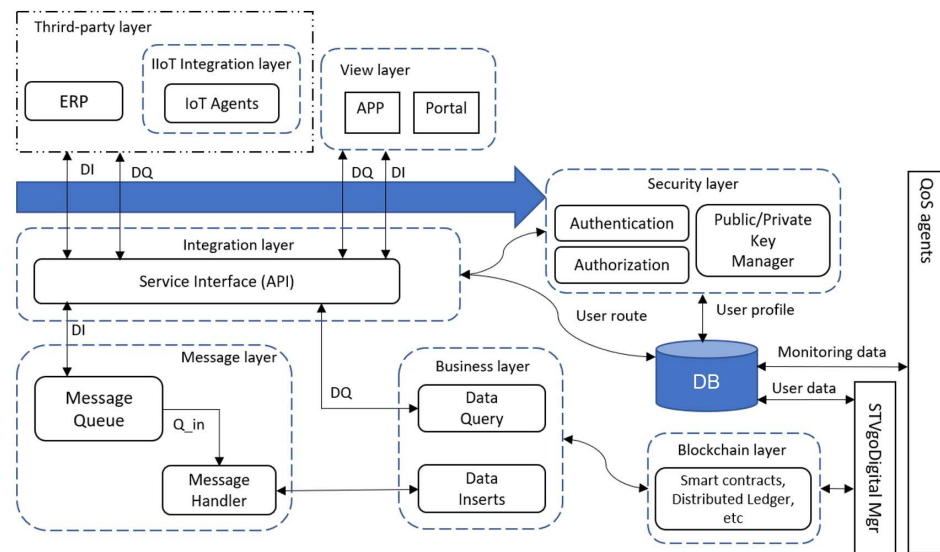 Thrird-party layer
IIoT Integration layer
ERP
IoT Agents
View layer
APP
Portal
DI
DQ
DQ
DI
Security layer
Authentication
Authorization
Public/Private
Key
Manager
QoS agents
Integration layer
Service Interface (API)
User route
User profile
DI
Message layer
Message
Queue
Q_in
Message
Handler
DQ
Business layer
Data
Query
Data
Inserts
DB
Monitoring data
User data
STVgoDigital Mgr
Blockchain layer
Smart contracts,
Distributed Ledger,
etc